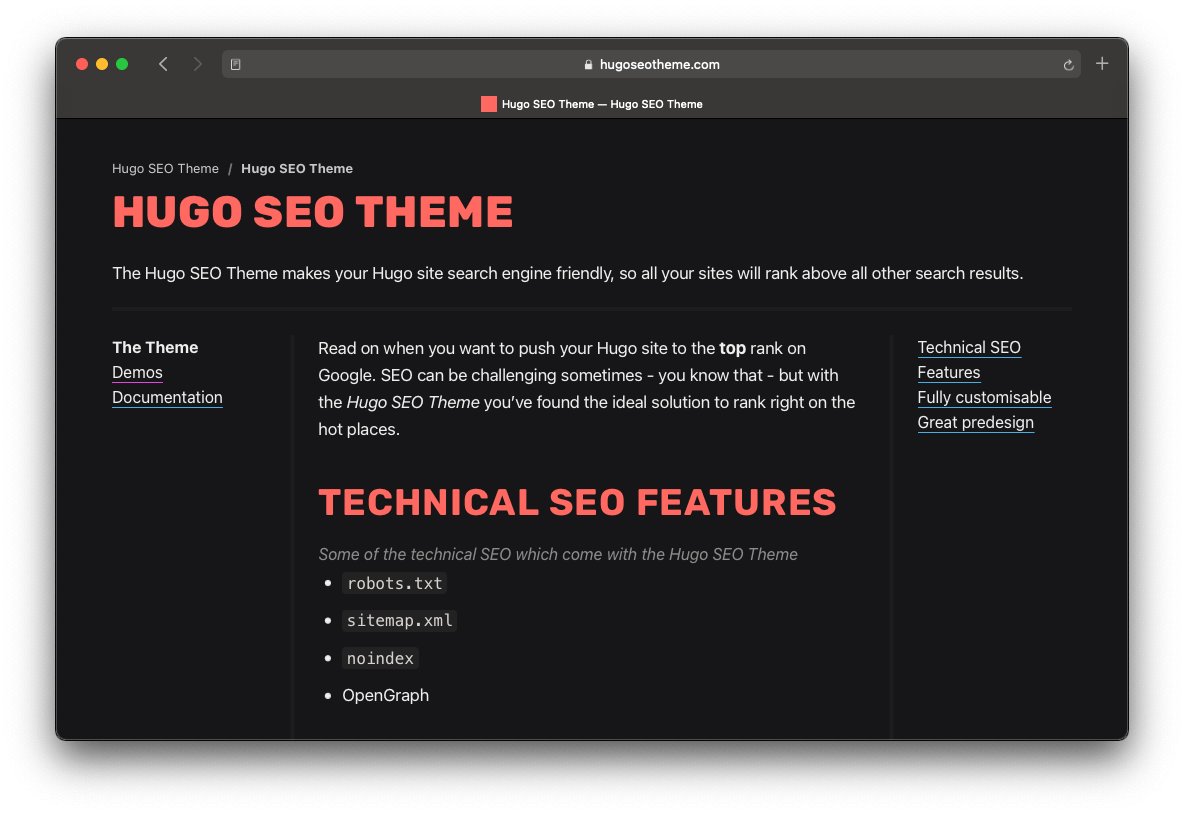 hugoseotheme.com
Hugo SEO Theme — Hugo SEO Theme
Hugo SEO Theme / Hugo SEO Theme
HUGO SEO THEME
The Hugo SEO Theme makes your Hugo site search engine friendly, so all your sites will rank above all other search results.
The Theme
Demos
Documentation
Read on when you want to push your Hugo site to the top rank on
Google. SEO can be challenging sometimes - you know that - but with
the Hugo SEO Theme you’ve found the ideal solution to rank right on the
hot places.
TECHNICAL SEO FEATURES
Some of the technical SEO which come with the Hugo SEO Theme
robots.txt
sitemap.xml
noindex
OpenGraph
Technical SEO
Features
Fully customisable
Great predesign